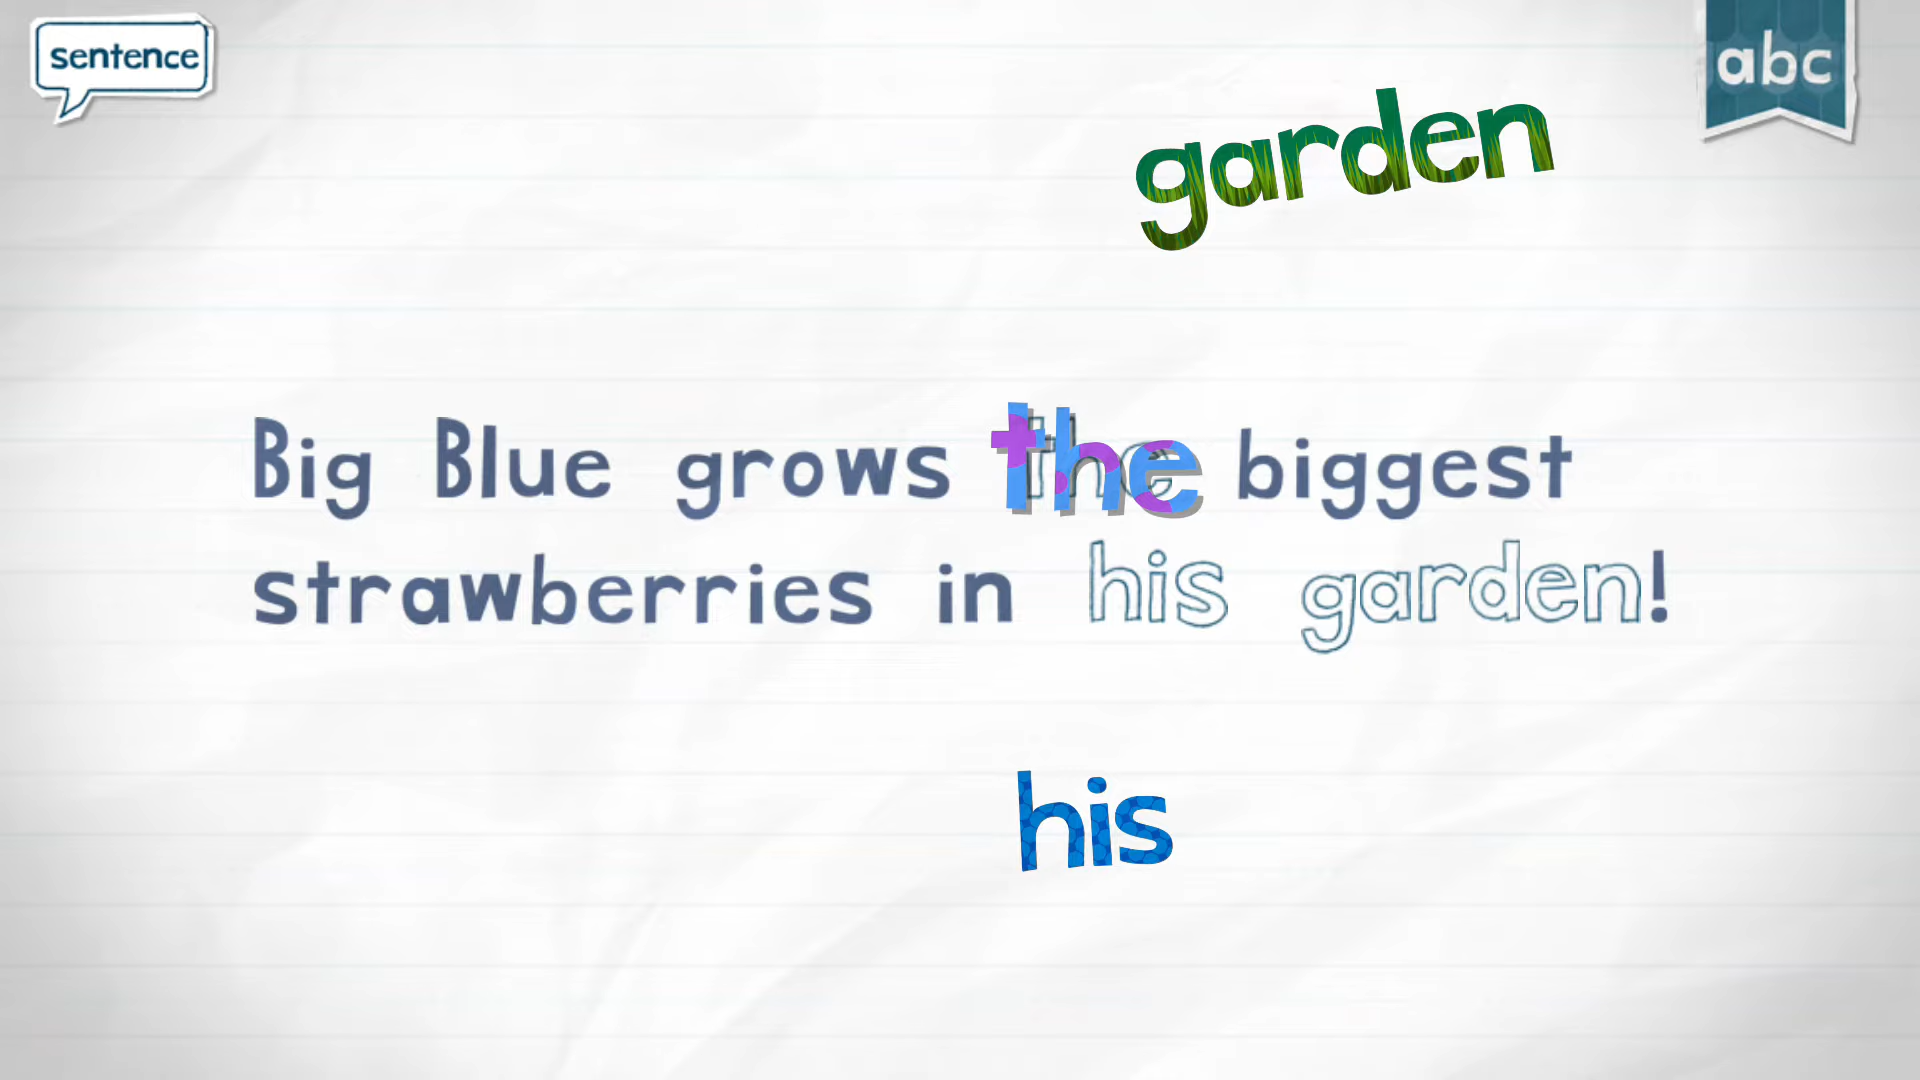 sentence
abc
garden
Big Blue grows the biggest
strawberries in his garden!
his